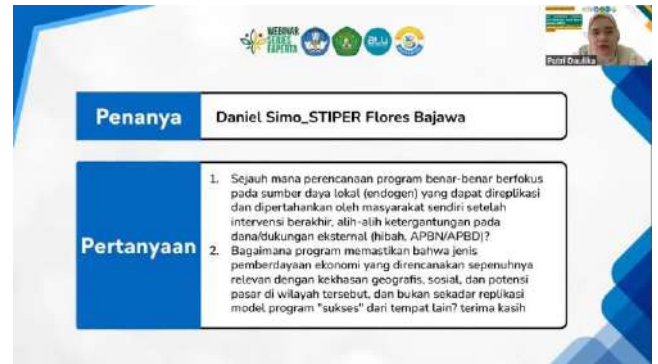 WEBINAR
SERIES
FAPERTA
BLU
Putri Daulika
Penanya
Daniel Simo_STIPER Flores Bajawa
Pertanyaan
1. Sejauh mana perencanaan program benar-benar berfokus
pada sumber daya lokal (endogen) yang dapat direplikasi
dan dipertahankan oleh masyarakat sendiri setelah
intervensi berakhir, alih-alih ketergantungan pada
dana/dukungan eksternal (hibah, APBN/APBD)?
2. Bagaimana program memastikan bahwa jenis
pemberdayaan ekonomi yang direncanakan sepenuhnya
relevan dengan kekhasan geografis, sosial, dan potensi
pasar di wilayah tersebut, dan bukan sekadar replikasi
model program "sukses" dari tempat lain? terima kasih